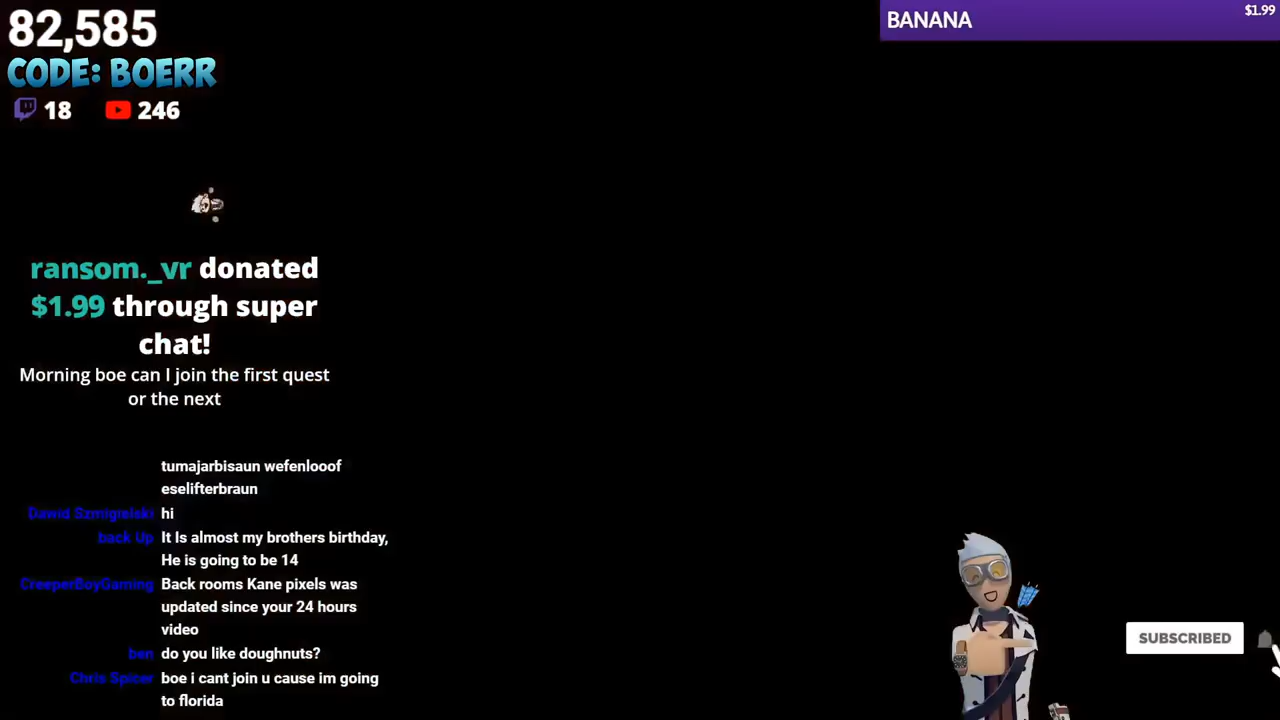 82,585
CODE: BOERR
18 246
BANANA
$1.99
ransom._vr donated
$1.99 through super
chat!
Morning boe can I join the first quest
or the next
tumajarbisaun wefenlooof
eselifterbraun
Dawid Szmigielski hi
back Up It Is almost my brothers birthday,
He is going to be 14
CreeperBoyGaming Back rooms Kane pixels was
updated since your 24 hours
video
ben do you like doughnuts?
Chris Spicer boe i cant join u cause im going
to florida
SUBSCRIBED